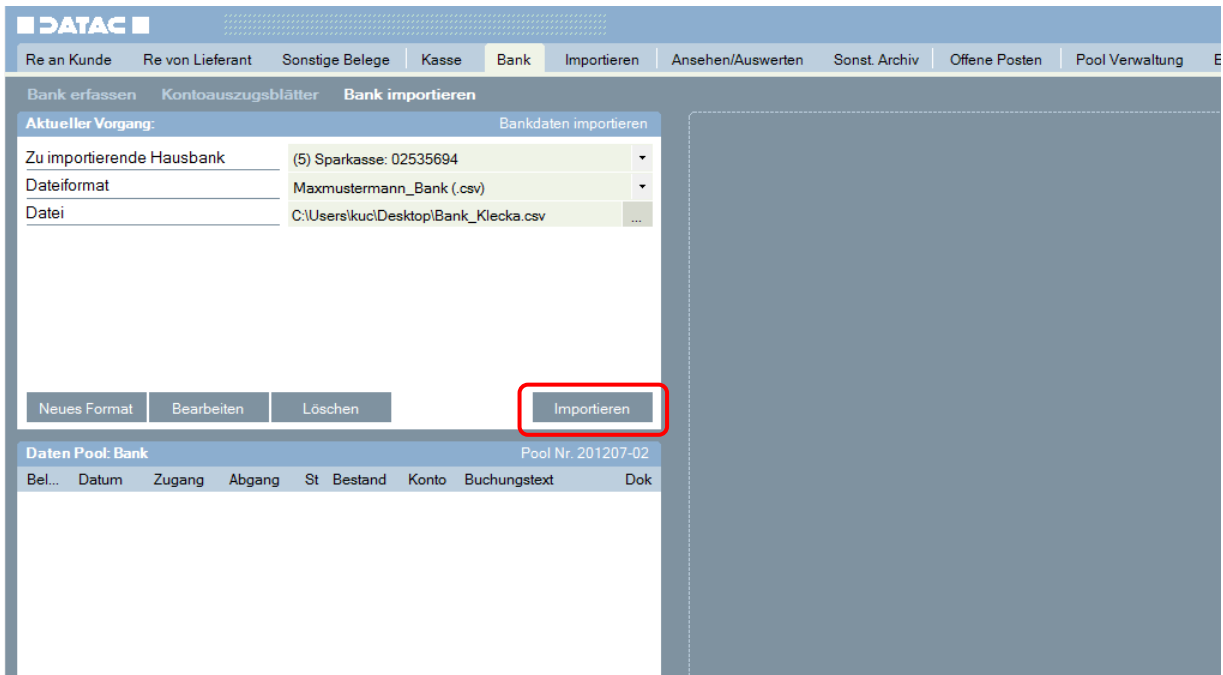 DATAC
Re an Kunde Re von Lieferant Sonstige Belege Kasse Bank Importieren Ansehen/Auswerten Sonst. Archiv Offene Posten Pool Verwaltung
Bank erfassen Kontoauszugsblätter Bank importieren
Aktueller Vorgang: Bankdaten importieren
Zu importierende Hausbank (5) Sparkasse: 02535694
Dateiformat Maxmustermann_Bank (.csv)
Datei C:\Users\kuc\Desktop\Bank_Klecka.csv ...
Neues Format Bearbeiten Löschen Importieren
Daten Pool: Bank Pool Nr. 201207-02
Bel... Datum Zugang Abgang St Bestand Konto Buchungstext Dok